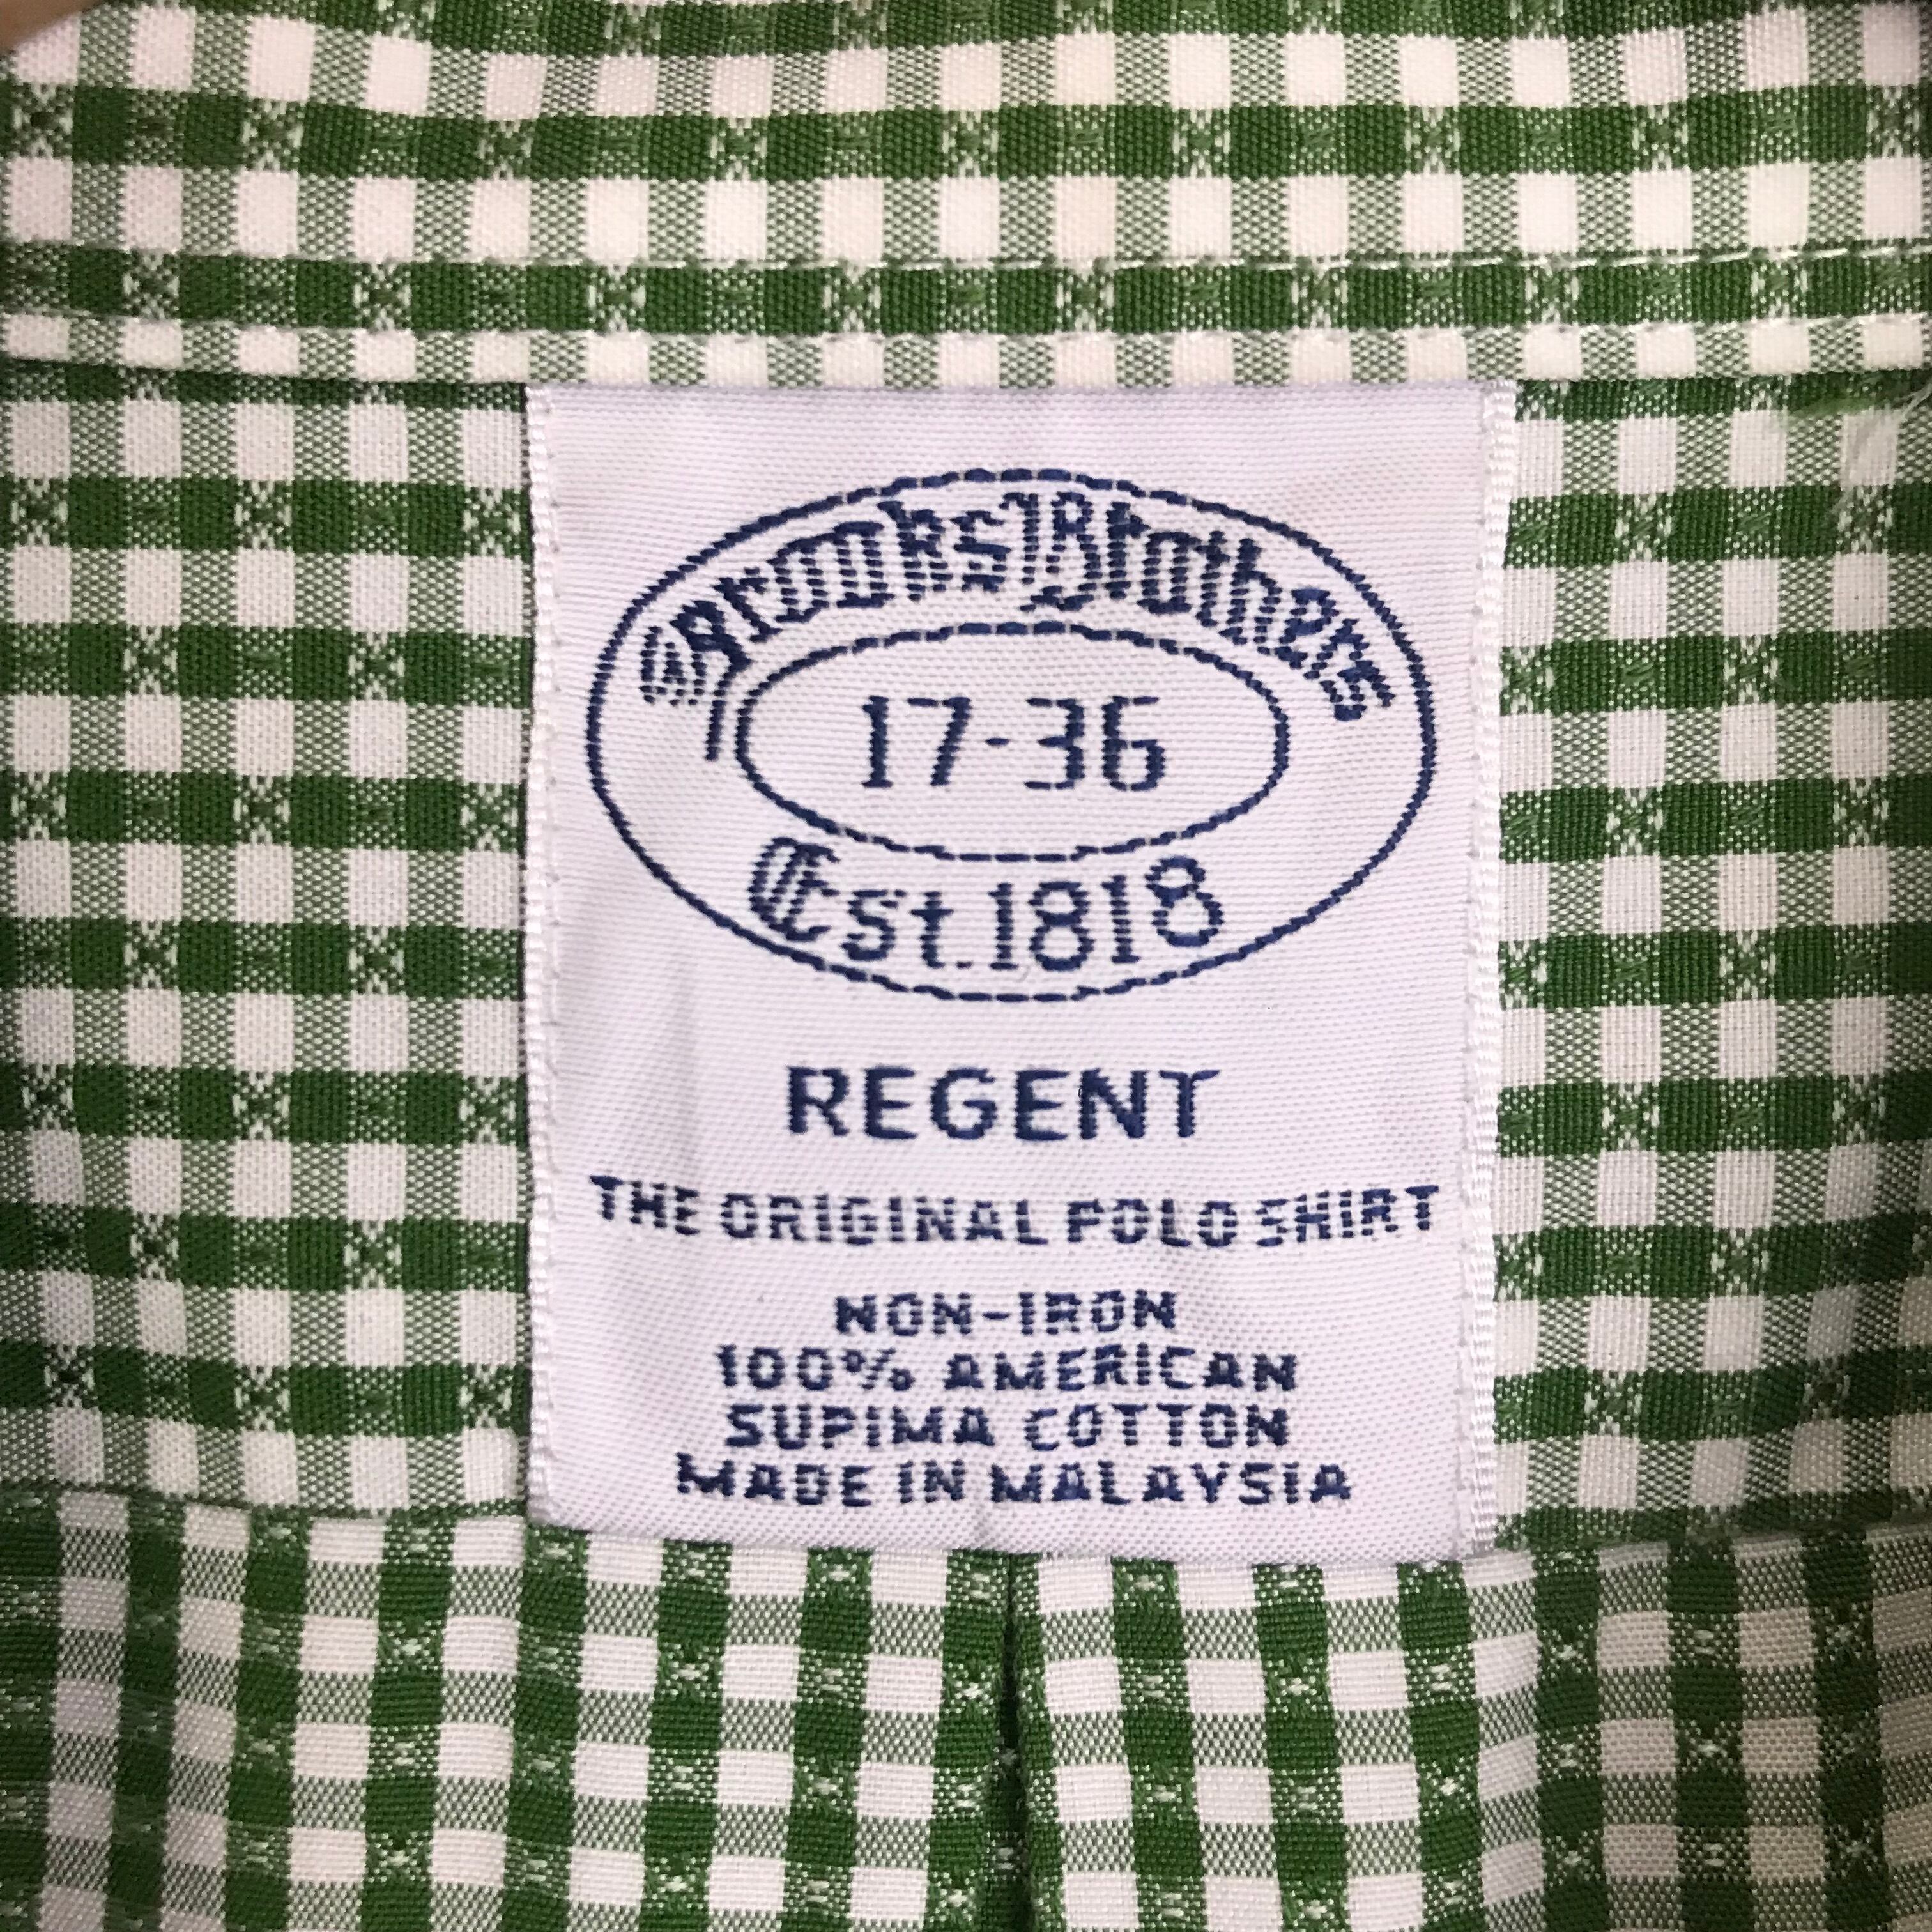 Brooks Brothers
17-36
Est. 1818
REGENT
THE ORIGINAL POLO SHIRT
NON-IRON
100% AMERICAN
SUPIMA COTTON
MADE IN MALAYSIA